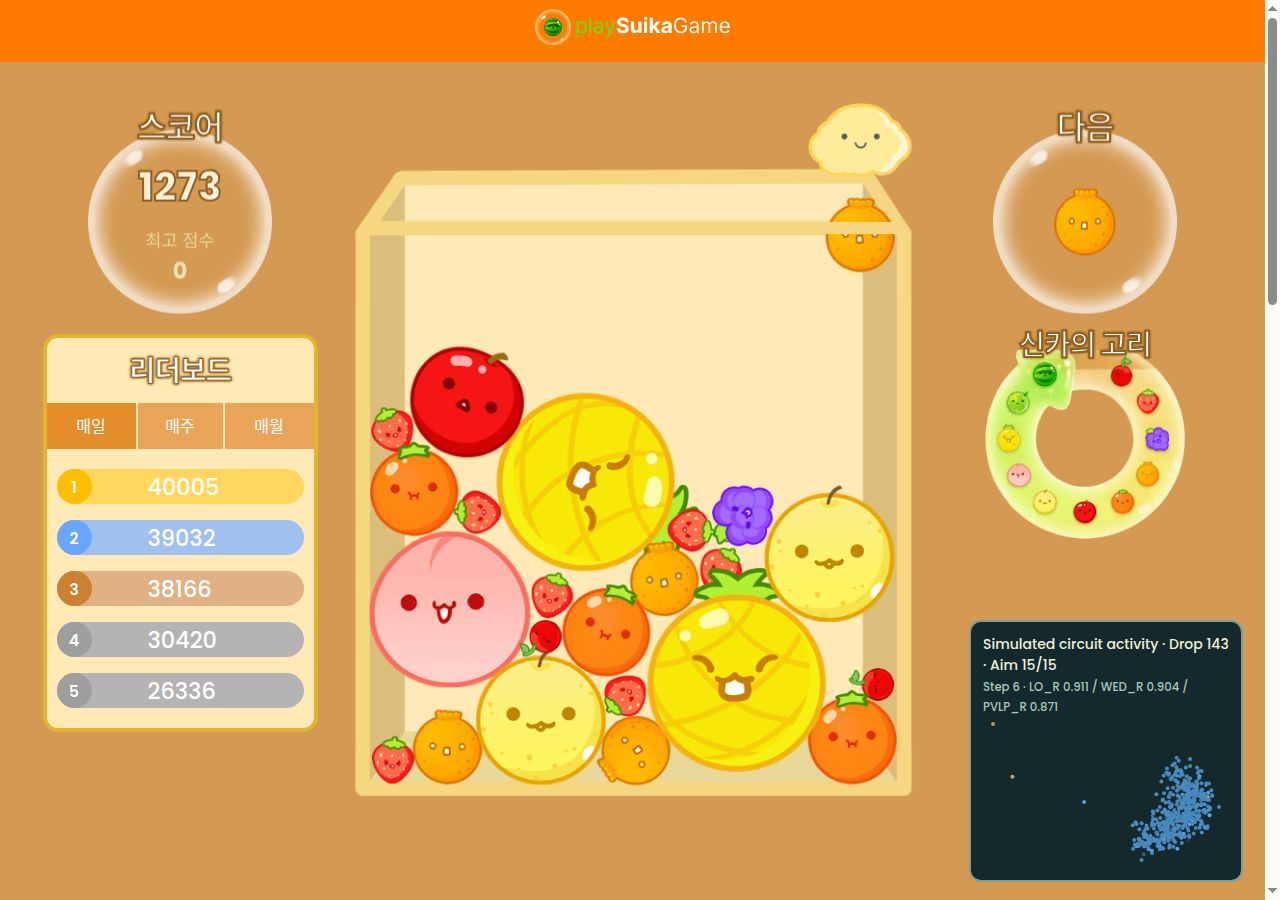 playSuikaGame
스코어
1273
최고 점수
0
다음
신카의 고리
리더보드
매일 매주 매월
1 40005
2 39032
3 38166
4 30420
5 26336
Simulated circuit activity · Drop 143
· Aim 15/15
Step 6 · LO_R 0.911 / WED_R 0.904 /
PVLP_R 0.871